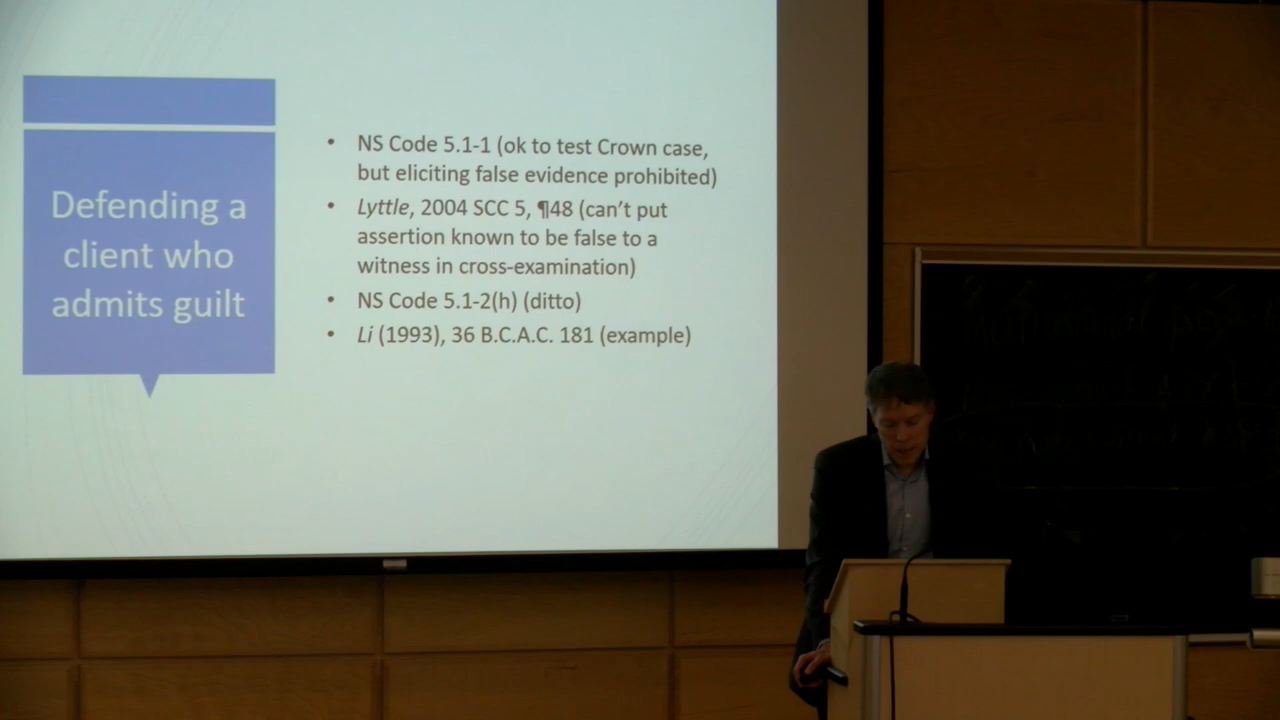 Defending a
client who
admits guilt
• NS Code 5.1-1 (ok to test Crown case,
but eliciting false evidence prohibited)
• Lyttle, 2004 SCC 5, ¶48 (can't put
assertion known to be false to a
witness in cross-examination)
• NS Code 5.1-2(h) (ditto)
• Li (1993), 36 B.C.A.C. 181 (example)